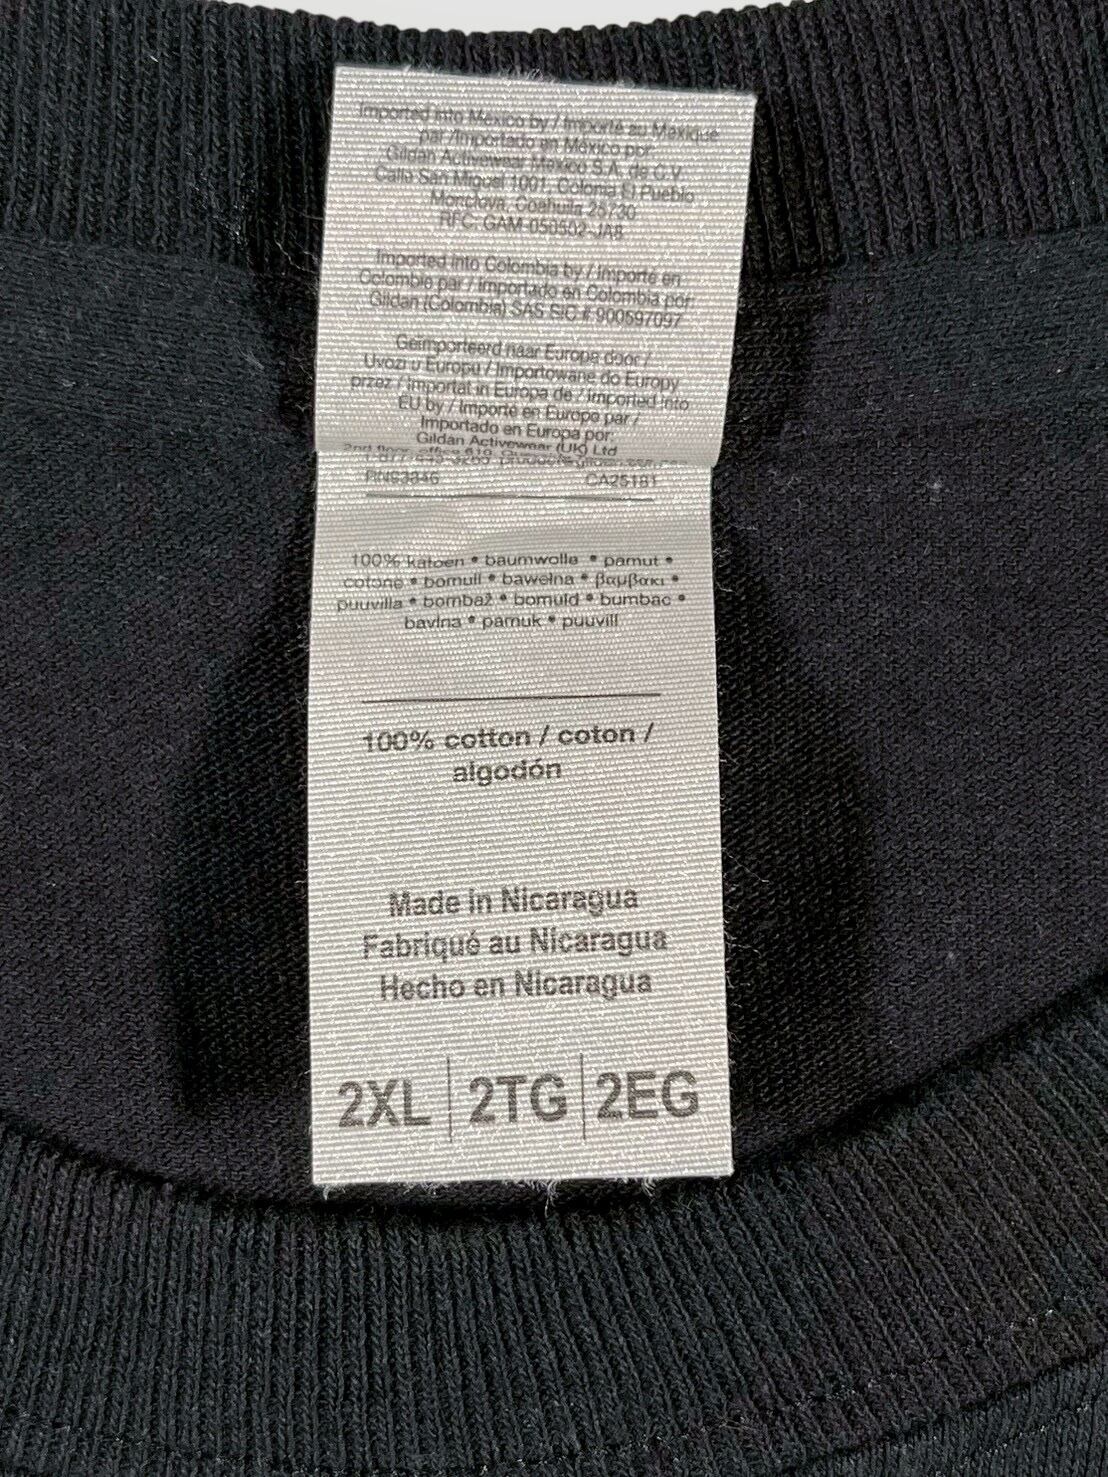 Imported into México by / Importé au Mexique
par /Importado en México por:
Gildan Activewear Mexico S.A. de C.V.
Calle San Miguel 1001, Colonia El Pueblo
Monclova, Coahuila 25730
RFC: GAM-050502-JA8
Imported into Colombia by / Importé en
Colombie par / Importado en Colombia por:
Gildan (Colombia) SAS SIC # 900597097
Geïmporteerd naar Europa door /
Uvozi u Europu / Importowane do Europy
przez / Importat in Europa de / Imported into
EU by / Importé en Europe par /
Importado en Europa por:
Gildan Activewear (UK) Ltd
RN93846 CA25181
100% katoen • baumwolle • pamut •
cotone • bomull • bawełna • βαμβακι •
puuvilla • bombaž • bomuld • bumbac •
bavlna • pamuk • puuvill
100% cotton / coton /
algodón
Made in Nicaragua
Fabriqué au Nicaragua
Hecho en Nicaragua
2XL | 2TG | 2EG